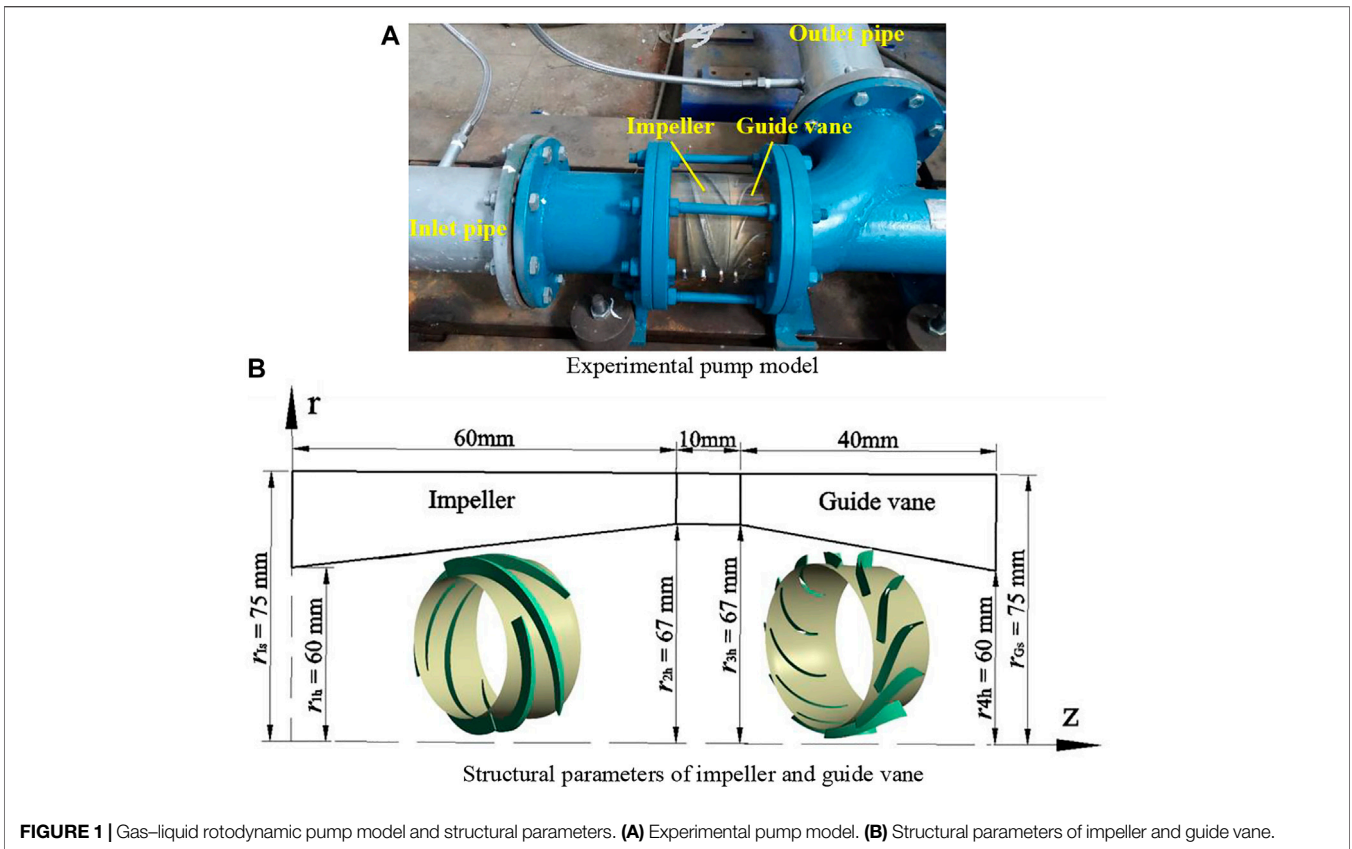 A
Outlet pipe
Impeller
Guide vane
Inlet pipe
Experimental pump model
B
r
60mm
10mm
40mm
Impeller
Guide vane
r1s = 75 mm
r1h = 60 mm
r2h = 67 mm
r3h = 67 mm
r4h = 60 mm
rGs = 75 mm
z
Structural parameters of impeller and guide vane
FIGURE 1 | Gas–liquid rotodynamic pump model and structural parameters. (A) Experimental pump model. (B) Structural parameters of impeller and guide vane.